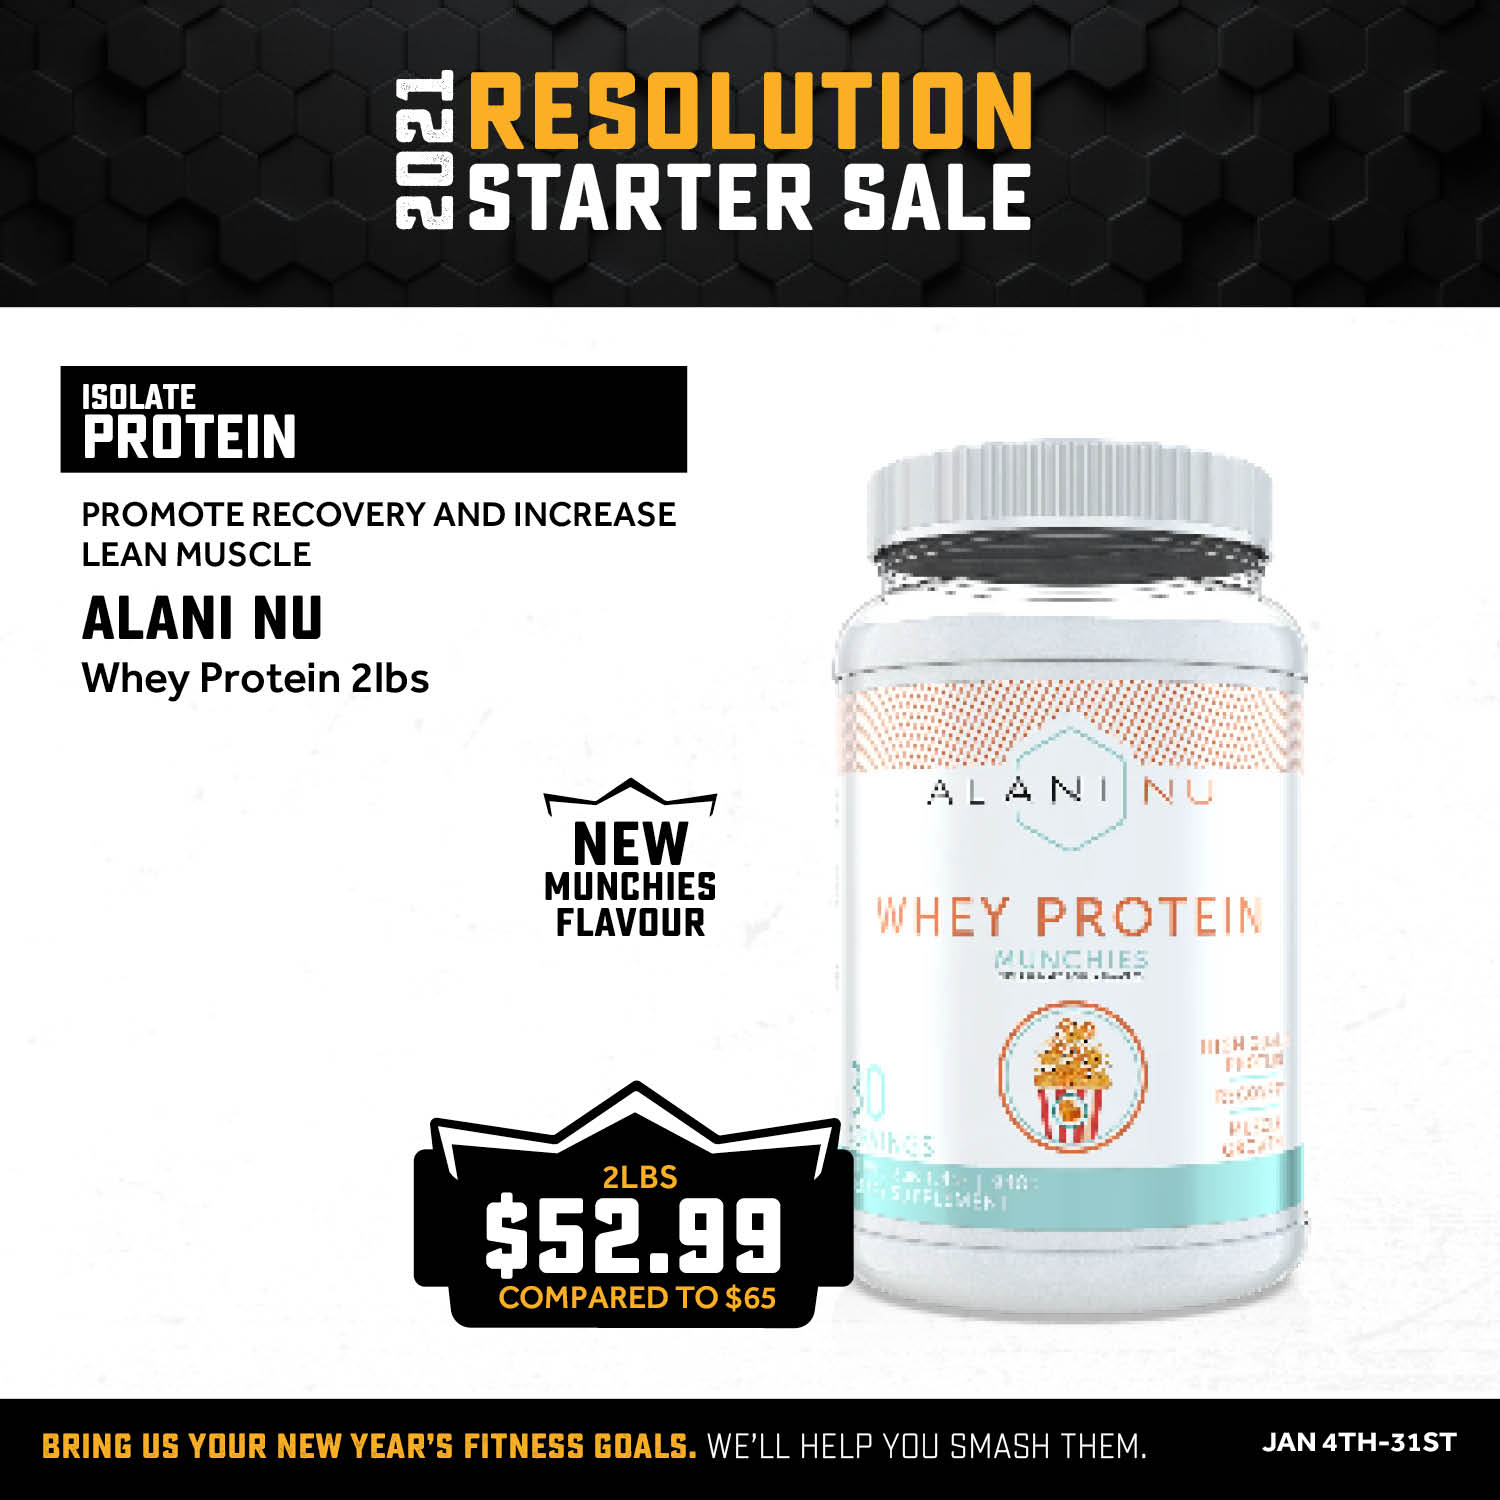 2021
RESOLUTION
STARTER SALE
ISOLATE
PROTEIN
PROMOTE RECOVERY AND INCREASE
LEAN MUSCLE
ALANI NU
Whey Protein 2lbs
NEW
MUNCHIES
FLAVOUR
ALANI NU
WHEY PROTEIN
MUNCHIES
30
2LBS
$52.99
COMPARED TO $65
SUPPLEMENT
BRING US YOUR NEW YEAR'S FITNESS GOALS. WE'LL HELP YOU SMASH THEM.
JAN 4TH-31ST